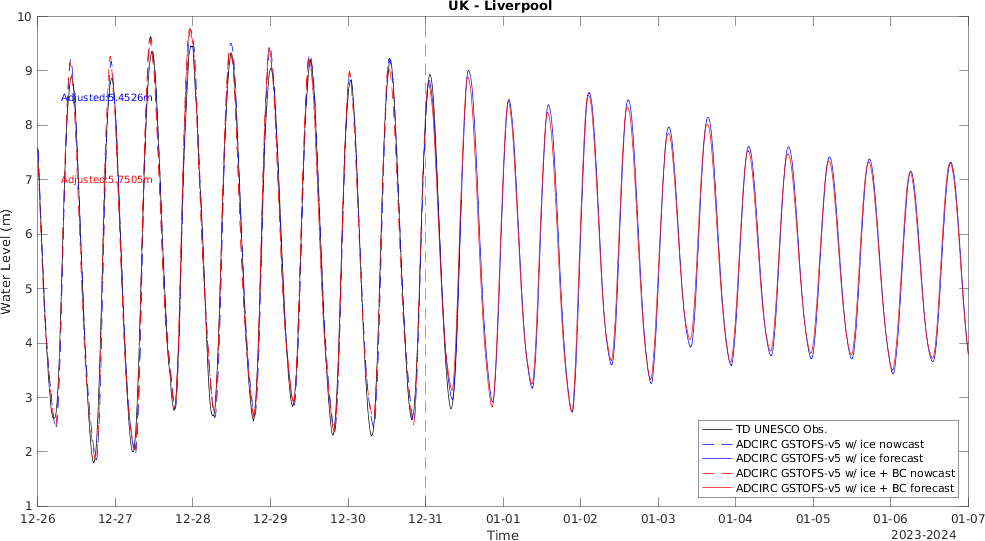 UK - Liverpool
10
9
8
7
6
5
4
3
2
1
Water Level (m)
Adjusted:5.4526m
Adjusted:5.7505m
TD UNESCO Obs.
ADCIRC GSTOFS-v5 w/ ice nowcast
ADCIRC GSTOFS-v5 w/ ice forecast
ADCIRC GSTOFS-v5 w/ ice + BC nowcast
ADCIRC GSTOFS-v5 w/ ice + BC forecast
12-26 12-27 12-28 12-29 12-30 12-31 01-01 01-02 01-03 01-04 01-05 01-06 01-07
Time
2023-2024